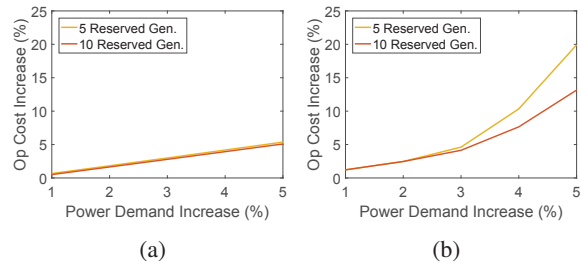 25
20
15
10
5
0
Op Cost Increase (%)
5 Reserved Gen.
10 Reserved Gen.
1 2 3 4 5
Power Demand Increase (%)
(a)
25
20
15
10
5
0
Op Cost Increase (%)
5 Reserved Gen.
10 Reserved Gen.
1 2 3 4 5
Power Demand Increase (%)
(b)